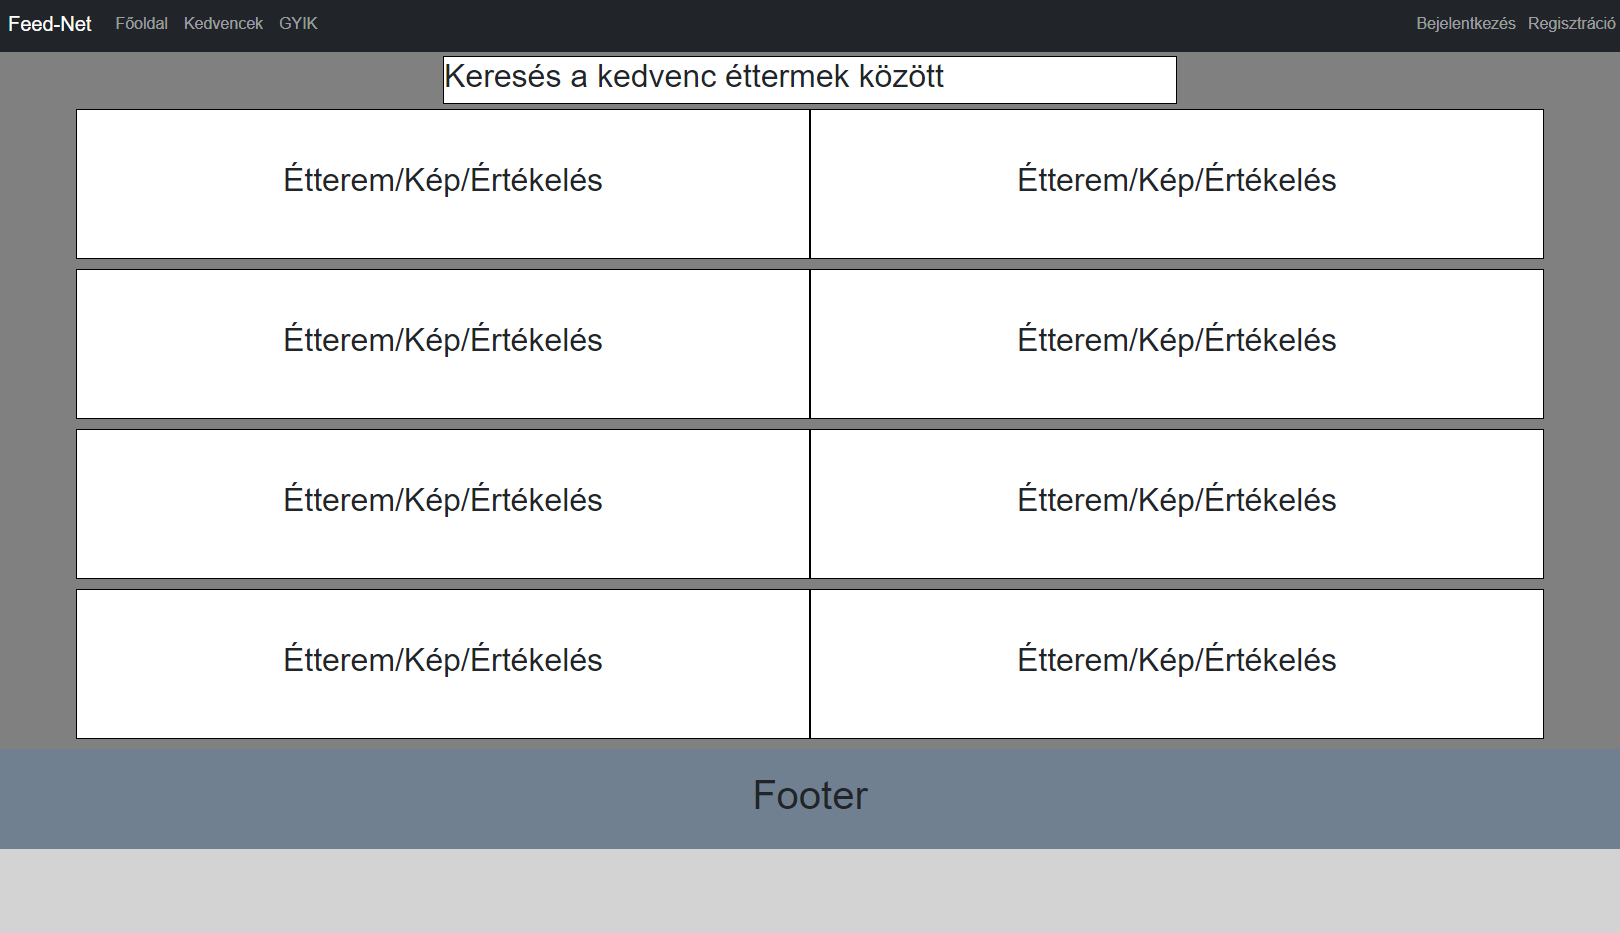 Feed-Net Főoldal Kedvencek GYIK Bejelentkezés Regisztráció
Keresés a kedvenc éttermek között
Étterem/Kép/Értékelés Étterem/Kép/Értékelés
Étterem/Kép/Értékelés Étterem/Kép/Értékelés
Étterem/Kép/Értékelés Étterem/Kép/Értékelés
Étterem/Kép/Értékelés Étterem/Kép/Értékelés
Footer